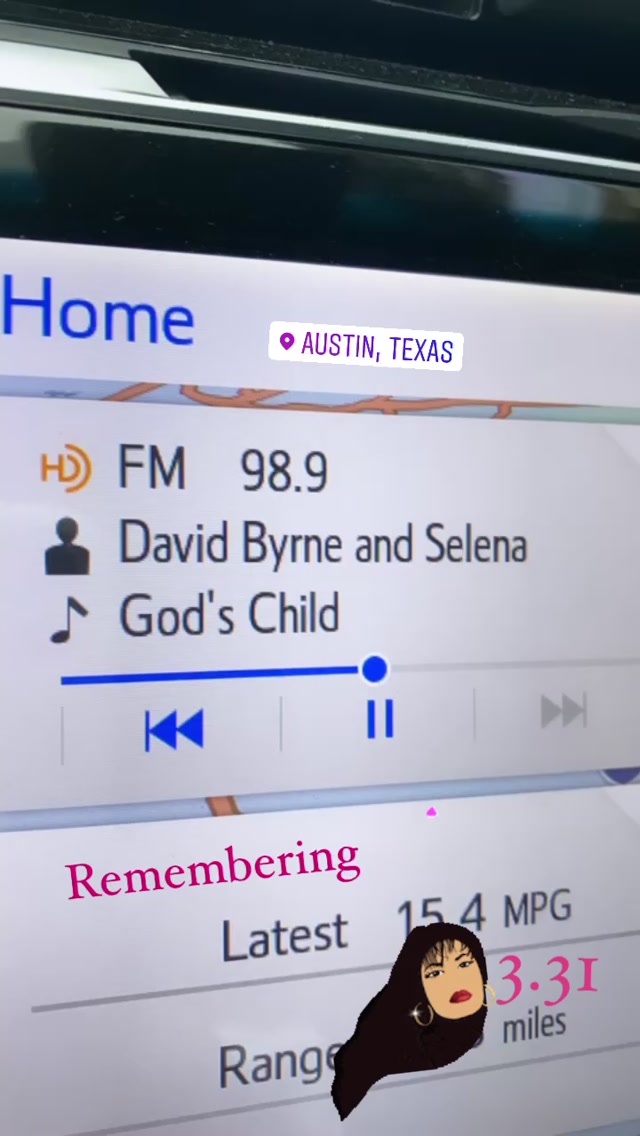 Home
AUSTIN, TEXAS
HD FM 98.9
David Byrne and Selena
God's Child
Remembering
Latest 15.4 MPG
3.31
Range miles